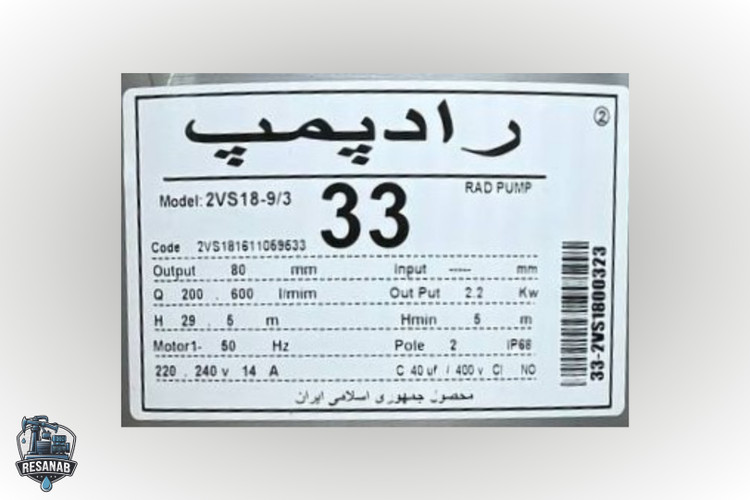 رادپمپ
②
RAD PUMP
Model: 2VS18-9/3
33
Code 2VS181611069633
Output 80 mm Input ----- mm
Q 200 . 600 l/mim Out Put 2.2 Kw
H 29 . 5 m Hmin 5 m
Motor1- 50 Hz Pole 2 IP68
220 . 240 v 14 A C 40 uf / 400 v Cl NO
محصول جمهوری اسلامی ایران
33-2VS1800323
RESANAB